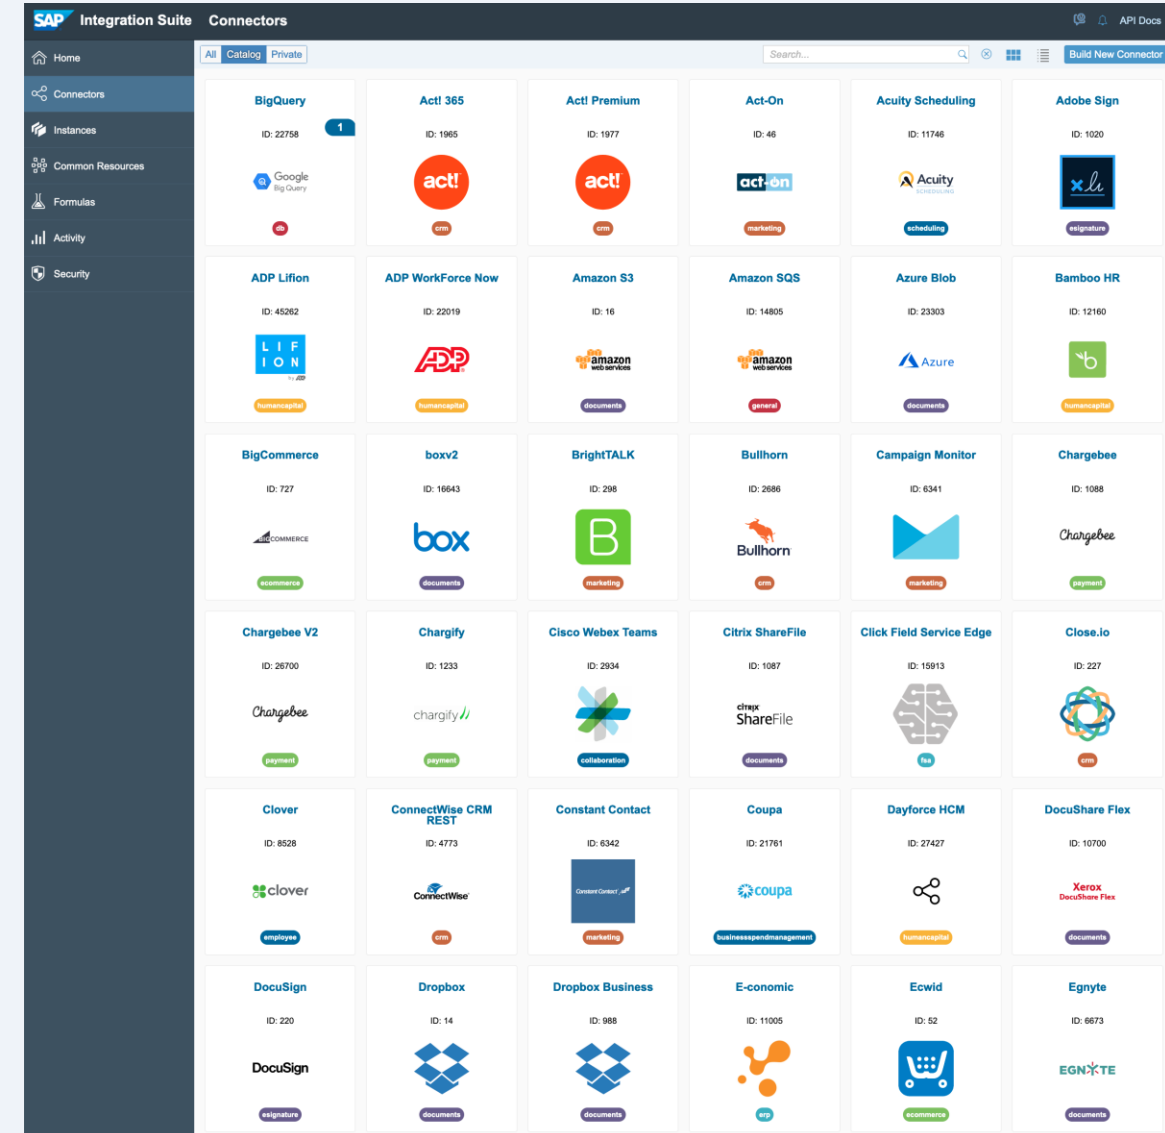 SAP Integration Suite Connectors API Docs
Home
Connectors
Instances
Common Resources
Formulas
Activity
Security
All Catalog Private Search... Build New Connector
BigQuery Act! 365 Act! Premium Act-On Acuity Scheduling Adobe Sign
1
ID: 22758 ID: 1965 ID: 1977 ID: 46 ID: 11746 ID: 1020
Google Big Query act! act! act-on Acuity SCHEDULING
db crm crm marketing scheduling esignature
ADP Lifion ADP WorkForce Now Amazon S3 Amazon SQS Azure Blob Bamboo HR
ID: 45262 ID: 22019 ID: 16 ID: 14805 ID: 23303 ID: 12160
LIFION by ADP ADP amazon web services amazon web services Azure b
humancapital humancapital documents general documents humancapital
BigCommerce boxv2 BrightTALK Bullhorn Campaign Monitor Chargebee
ID: 727 ID: 16643 ID: 298 ID: 2686 ID: 6341 ID: 1088
BIGCOMMERCE box B Bullhorn Chargebee
ecommerce documents marketing crm marketing payment
Chargebee V2 Chargify Cisco Webex Teams Citrix ShareFile Click Field Service Edge Close.io
ID: 26700 ID: 1233 ID: 2934 ID: 1087 ID: 15913 ID: 227
Chargebee chargify citrix ShareFile
payment payment collaboration documents fsa crm
Clover ConnectWise CRM REST Constant Contact Coupa Dayforce HCM DocuShare Flex
ID: 8528 ID: 4773 ID: 6342 ID: 21761 ID: 27427 ID: 10700
clover ConnectWise Constant Contact coupa Xerox DocuShare Flex
employee crm marketing businessspendmanagement humancapital documents
DocuSign Dropbox Dropbox Business E-conomic Ecwid Egnyte
ID: 220 ID: 14 ID: 988 ID: 11005 ID: 52 ID: 6673
DocuSign EGNYTE
esignature documents documents erp ecommerce documents